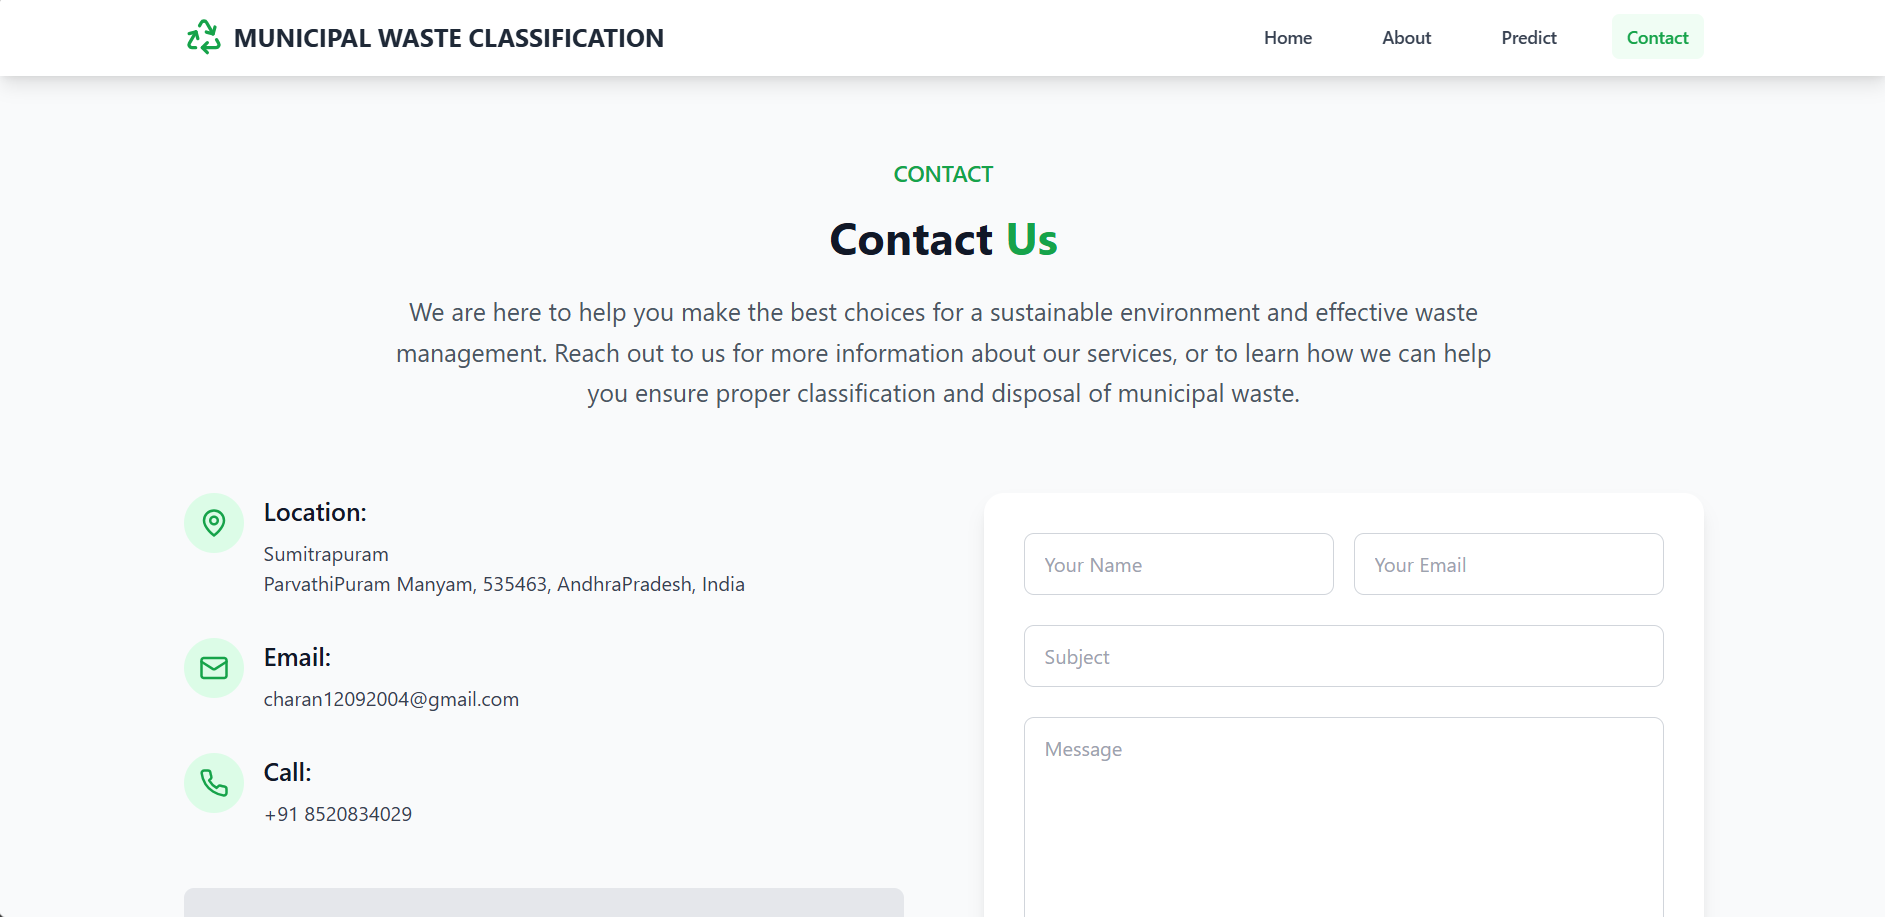 MUNICIPAL WASTE CLASSIFICATION
Home
About
Predict
Contact
CONTACT
Contact Us
We are here to help you make the best choices for a sustainable environment and effective waste
management. Reach out to us for more information about our services, or to learn how we can help
you ensure proper classification and disposal of municipal waste.
Location:
Sumitrapuram
ParvathiPuram Manyam, 535463, AndhraPradesh, India
Email:
charan12092004@gmail.com
Call:
+91 8520834029
Your Name
Your Email
Subject
Message